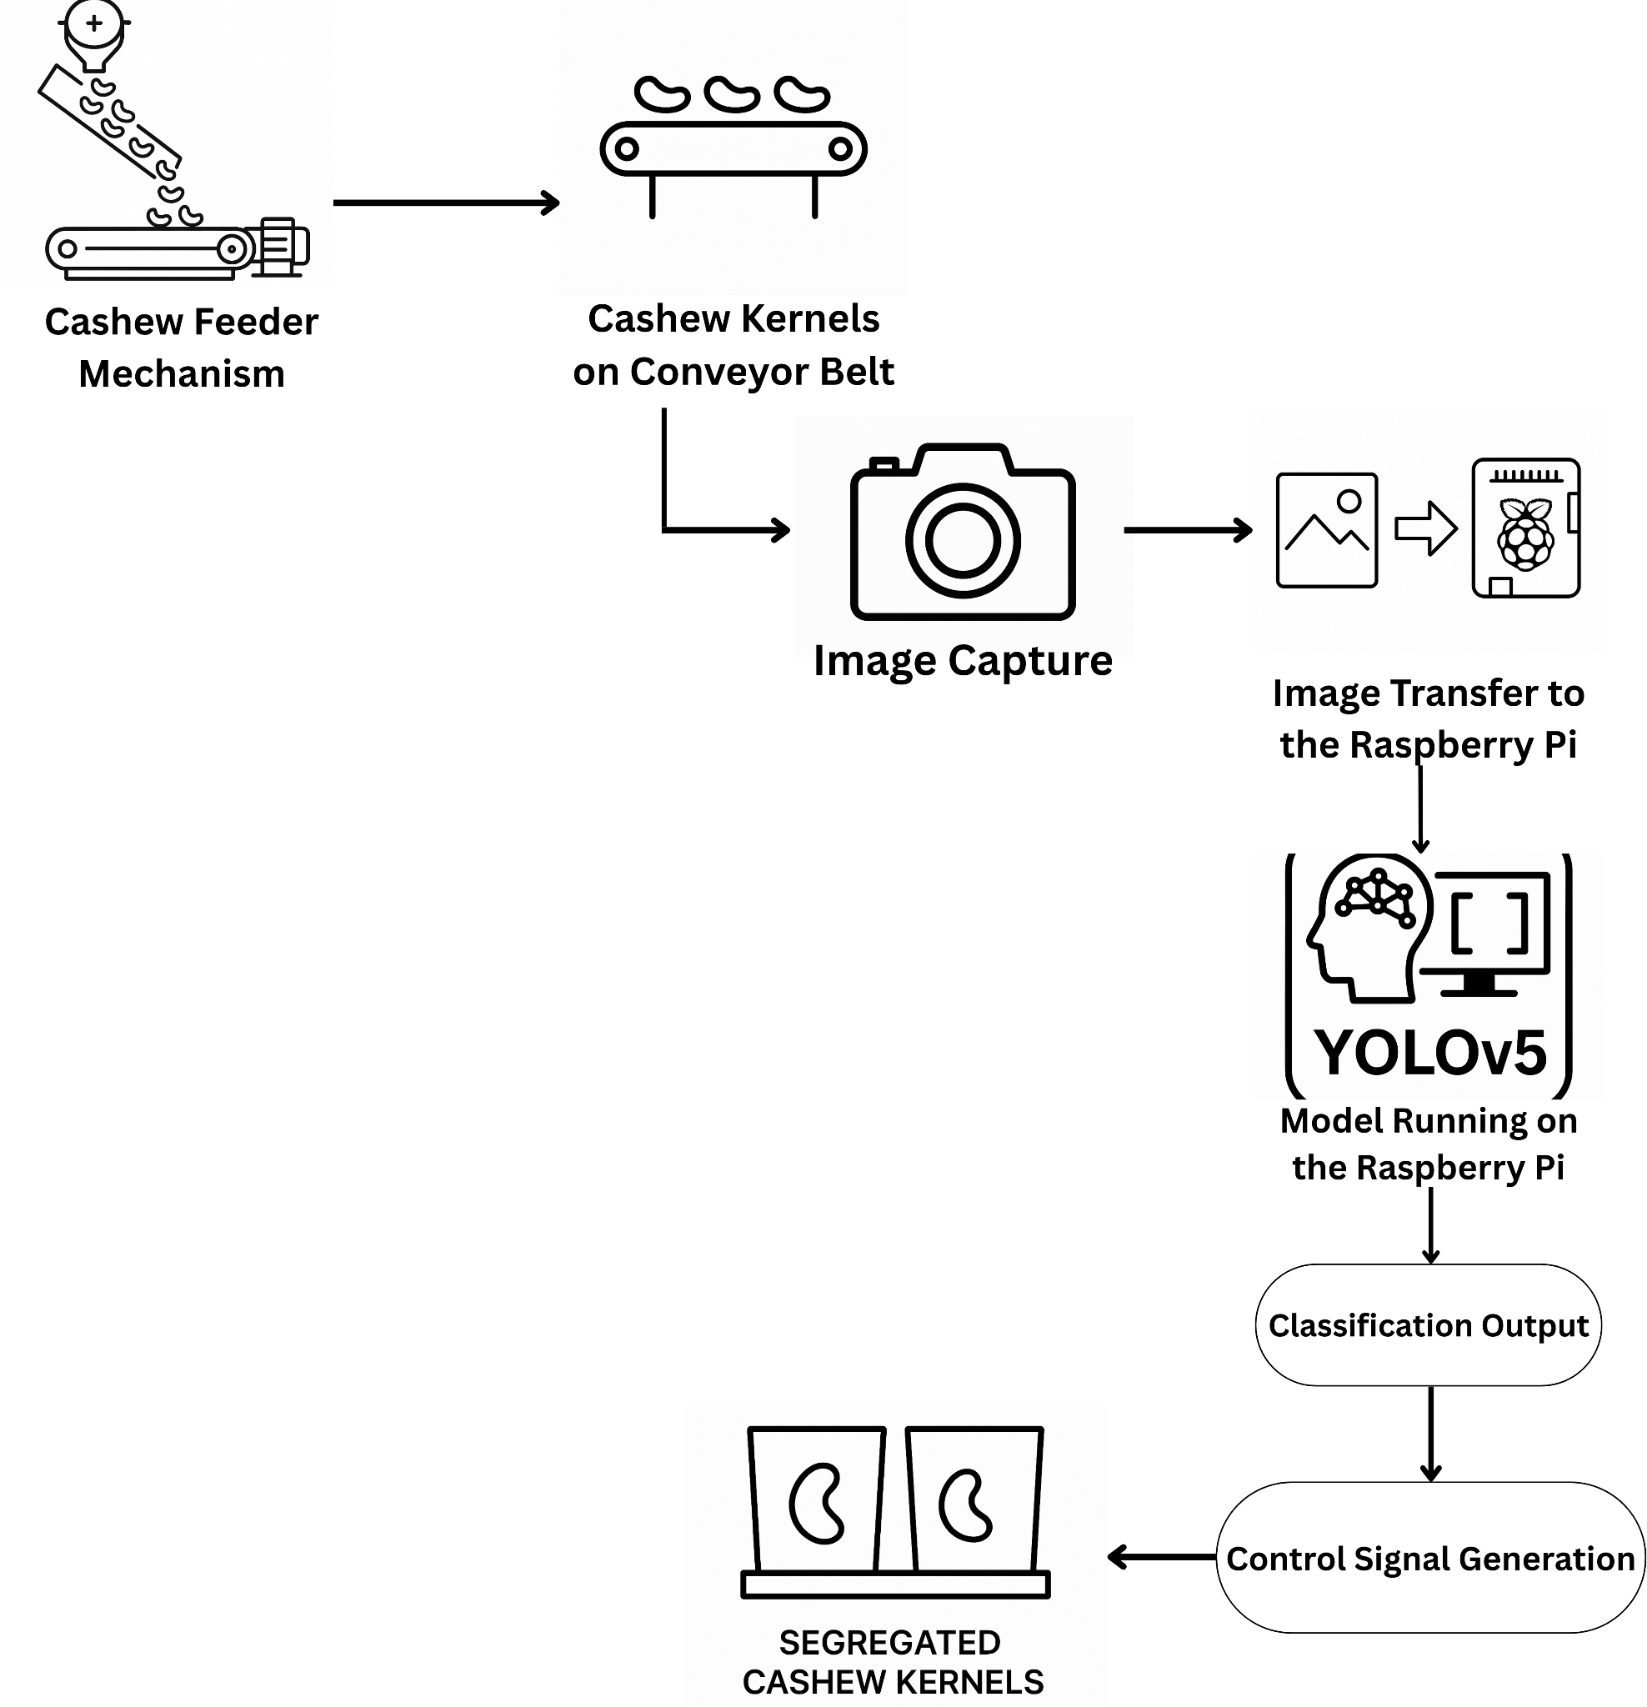 Cashew Feeder
Mechanism
Cashew Kernels
on Conveyor Belt
Image Capture
Image Transfer to
the Raspberry Pi
YOLOv5
Model Running on
the Raspberry Pi
Classification Output
Control Signal Generation
SEGREGATED
CASHEW KERNELS